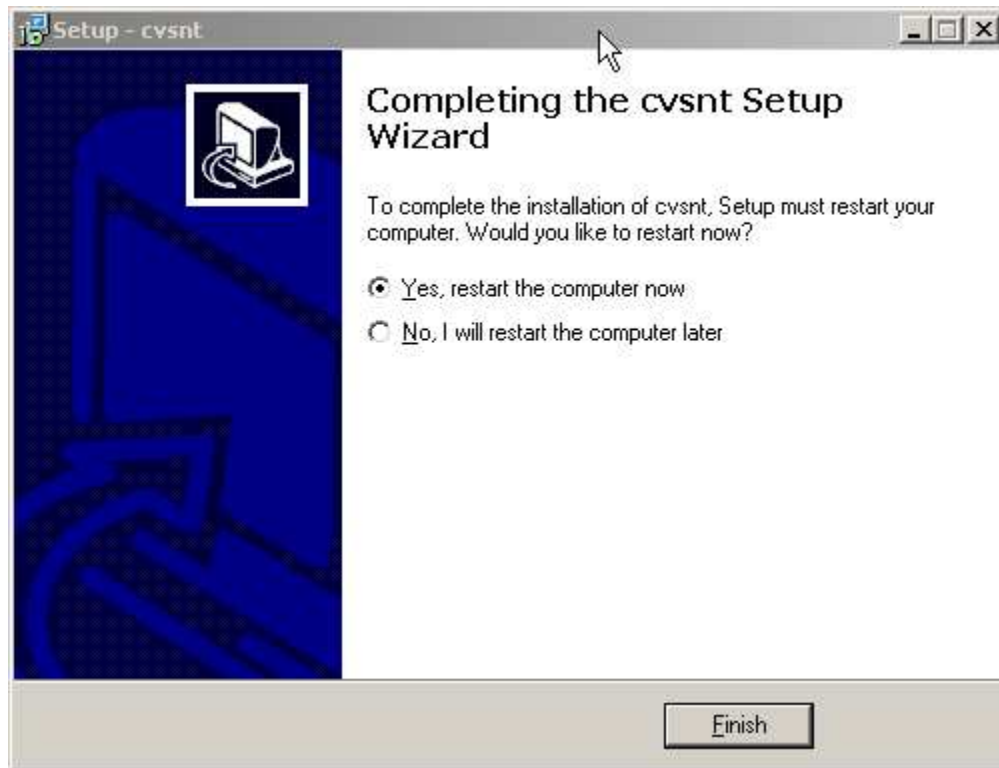 Setup - cvsnt
Completing the cvsnt Setup
Wizard
To complete the installation of cvsnt, Setup must restart your
computer. Would you like to restart now?
Yes, restart the computer now
No, I will restart the computer later
Finish